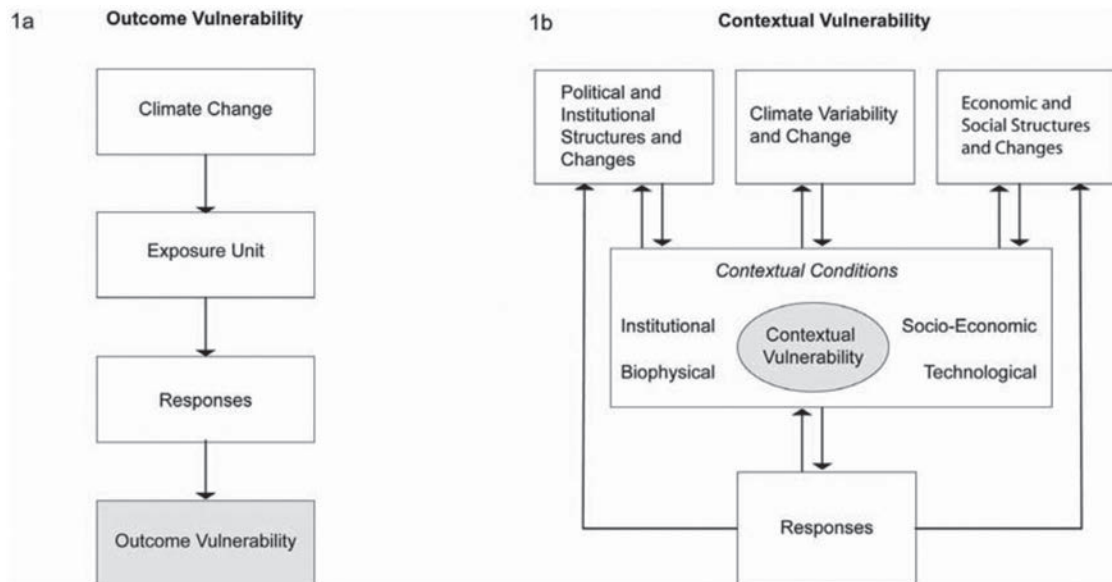 1a
Outcome Vulnerability
Climate Change
Exposure Unit
Responses
Outcome Vulnerability
1b
Contextual Vulnerability
Political and
Institutional
Structures and
Changes
Climate Variability
and Change
Economic and
Social Structures
and Changes
Contextual Conditions
Institutional
Biophysical
Contextual
Vulnerability
Socio-Economic
Technological
Responses